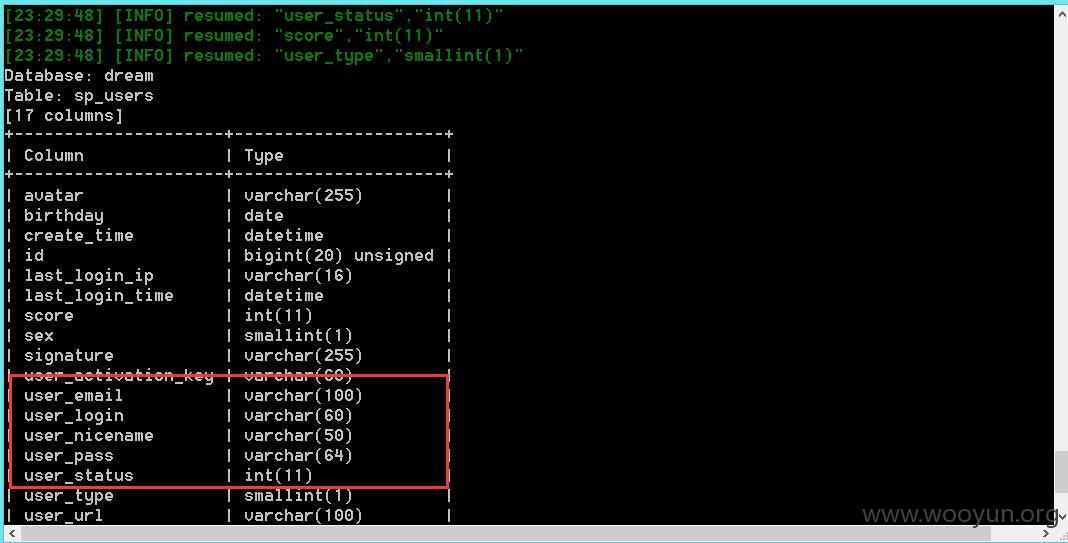 [23:29:48] [INFO] resumed: "user_status","int(11)"
[23:29:48] [INFO] resumed: "score","int(11)"
[23:29:48] [INFO] resumed: "user_type","smallint(1)"
Database: dream
Table: sp_users
[17 columns]
+----------------------+----------------------+
| Column | Type |
+----------------------+----------------------+
| avatar | varchar(255) |
| birthday | date |
| create_time | datetime |
| id | bigint(20) unsigned |
| last_login_ip | varchar(16) |
| last_login_time | datetime |
| score | int(11) |
| sex | smallint(1) |
| signature | varchar(255) |
| user_activation_key | varchar(60) |
| user_email | varchar(100) |
| user_login | varchar(60) |
| user_nicename | varchar(50) |
| user_pass | varchar(64) |
| user_status | int(11) |
| user_type | smallint(1) |
| user_url | varchar(100) |
www.wooyun.org